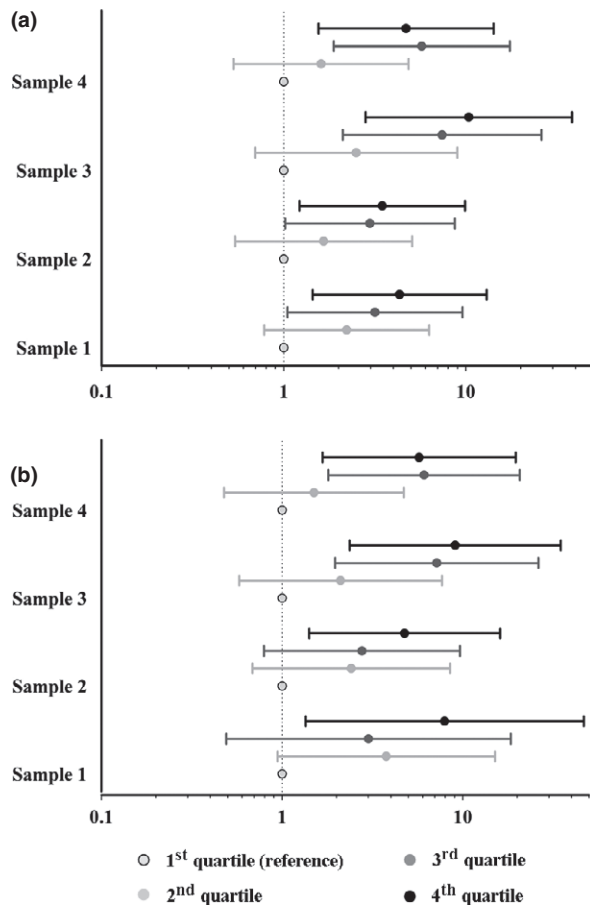 (a)
Sample 4
Sample 3
Sample 2
Sample 1
0.1 1 10
(b)
Sample 4
Sample 3
Sample 2
Sample 1
0.1 1 10
1st quartile (reference) 3rd quartile
2nd quartile 4th quartile